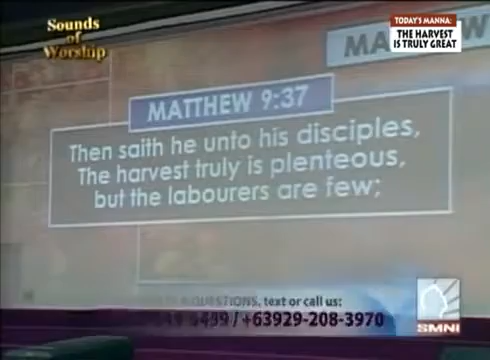 Sounds
of
Worship
TODAY'S MANNA:
THE HARVEST
IS TRULY GREAT
MATTHEW 9:37
Then saith he unto his disciples,
The harvest truly is plenteous,
but the labourers are few;
QUESTIONS, text or call us:
/ +63929-208-3970
SMNI